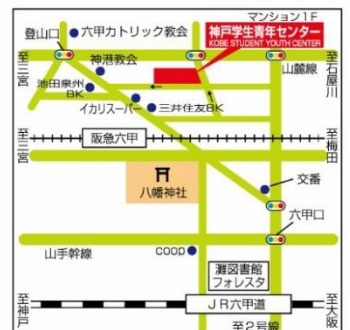 マンション1F
登山口
六甲カトリック教会
神戸学生青年センター
KOBE STUDENT YOUTH CENTER
至三宮
神港教会
山麓線
至石屋川
池田泉州
BK
イカリスーパー
三井住友BK
阪急六甲
至三宮
至梅田
八幡神社
交番
六甲口
山手幹線
coop
灘図書館
フォレスタ
至神戸
JR六甲道
至大阪
至2号線